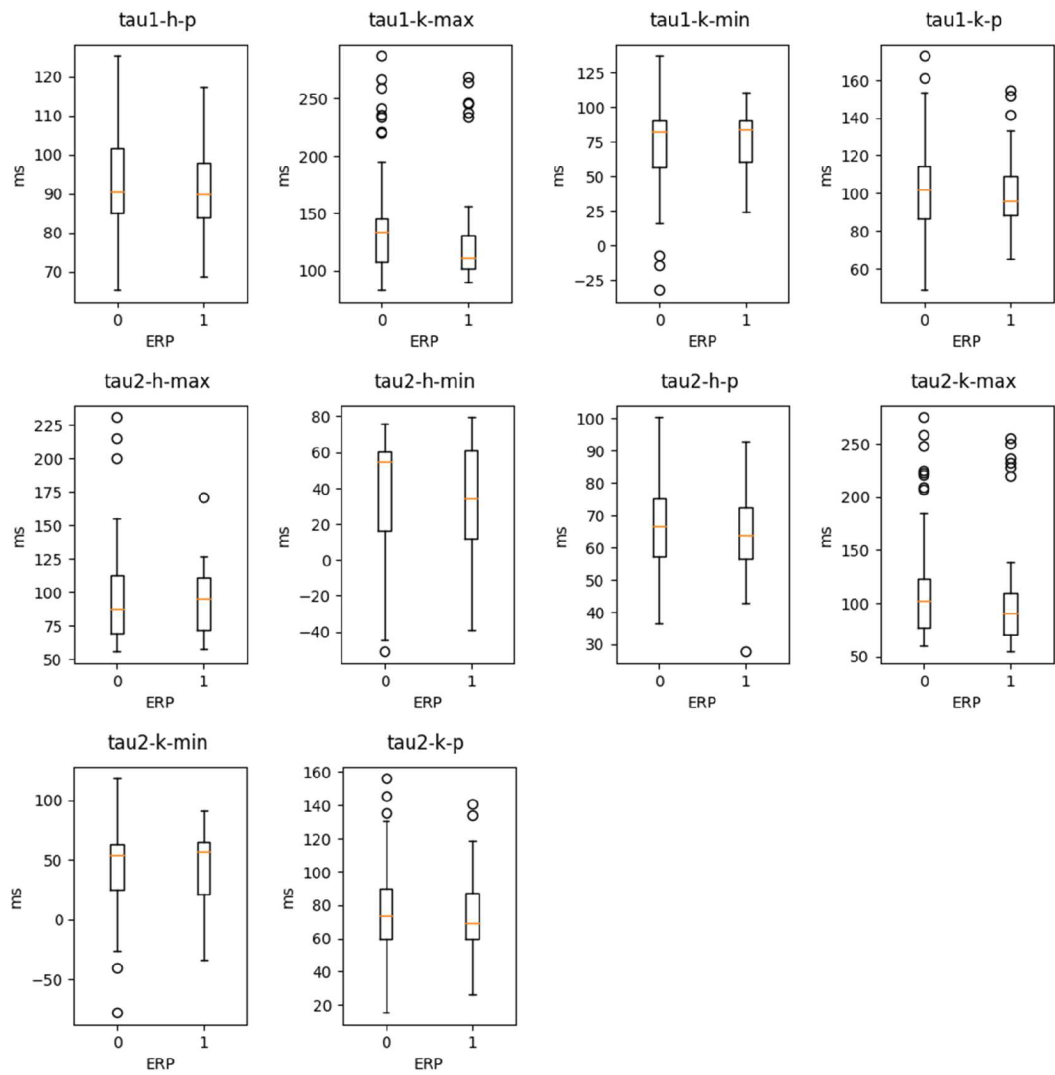 tau1-h-p
tau1-k-max
tau1-k-min
tau1-k-p
120
110
100
90
80
70
ms
0 1
ERP
250
200
150
100
ms
0 1
ERP
125
100
75
50
25
0
−25
ms
0 1
ERP
160
140
120
100
80
60
ms
0 1
ERP
tau2-h-max
tau2-h-min
tau2-h-p
tau2-k-max
225
200
175
150
125
100
75
50
ms
0 1
ERP
80
60
40
20
0
−20
−40
ms
0 1
ERP
100
90
80
70
60
50
40
30
ms
0 1
ERP
250
200
150
100
50
ms
0 1
ERP
tau2-k-min
tau2-k-p
100
50
0
−50
ms
0 1
ERP
160
140
120
100
80
60
40
20
ms
0 1
ERP